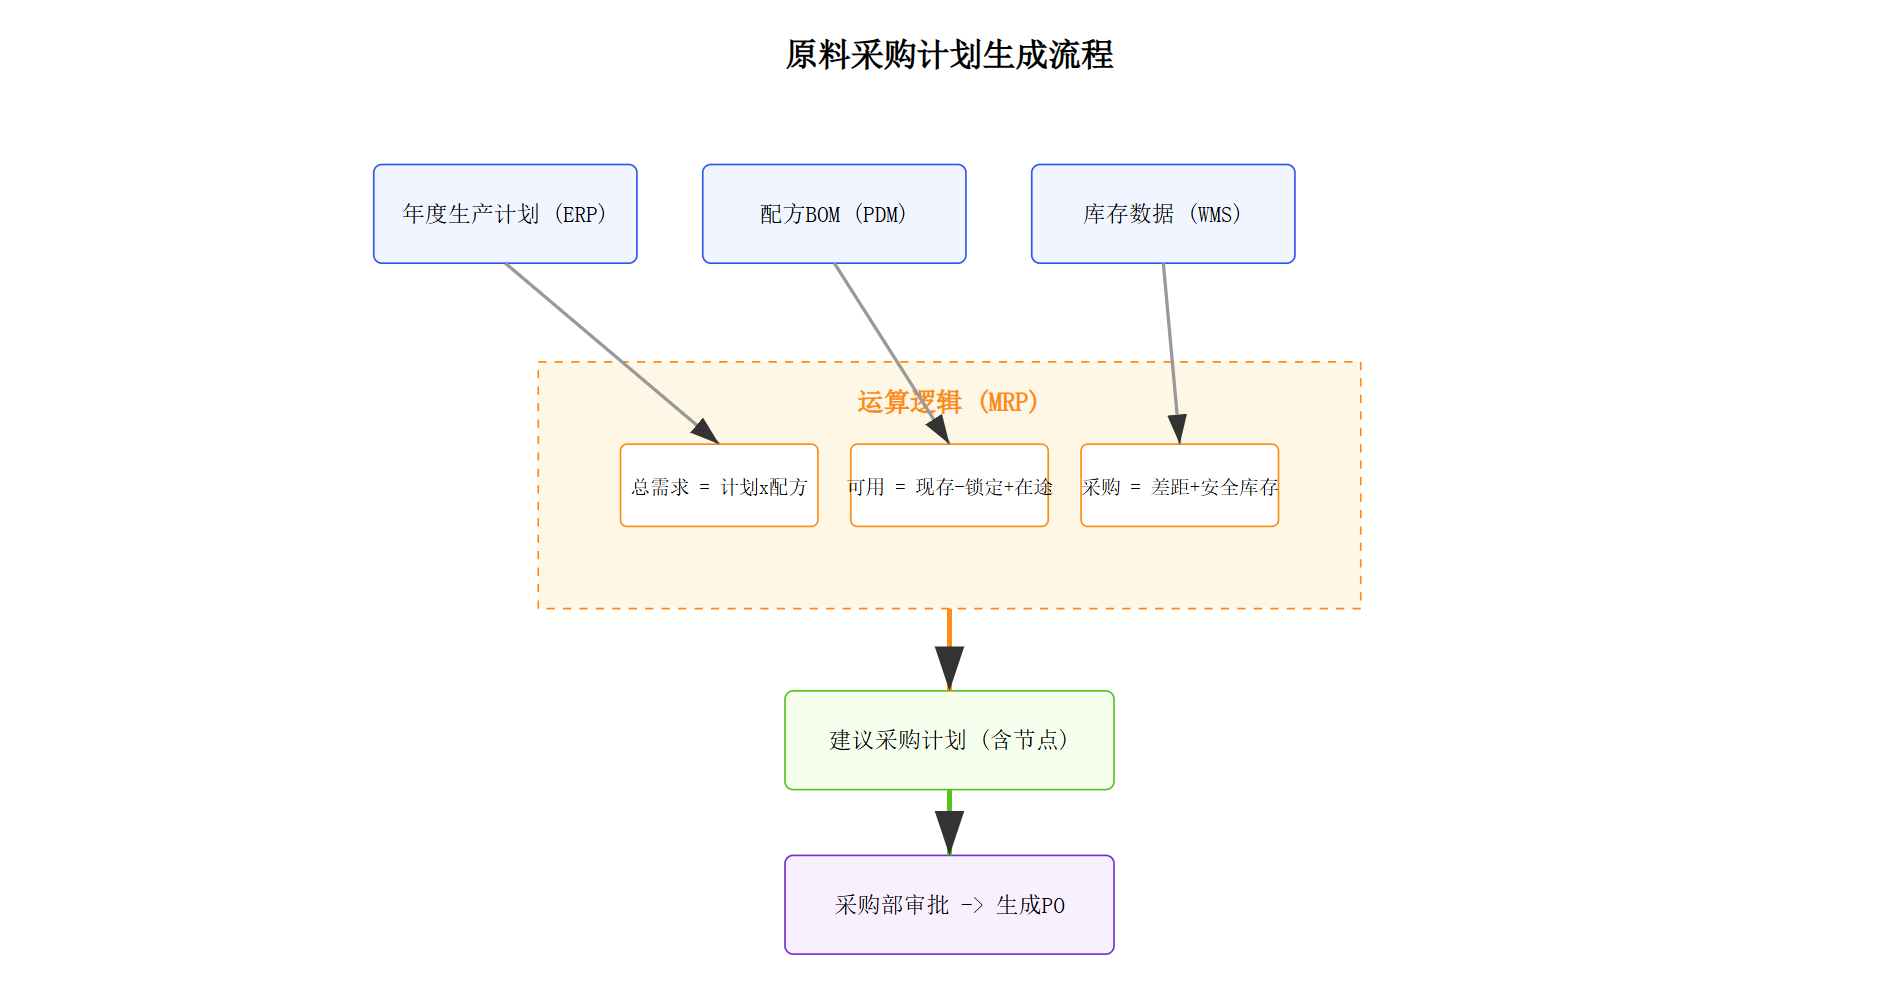 原料采购计划生成流程
年度生产计划 (ERP)
配方BOM (PDM)
库存数据 (WMS)
运算逻辑 (MRP)
总需求 = 计划x配方
可用 = 现存-锁定+在途
采购 = 差距+安全库存
建议采购计划 (含节点)
采购部审批 -> 生成PO